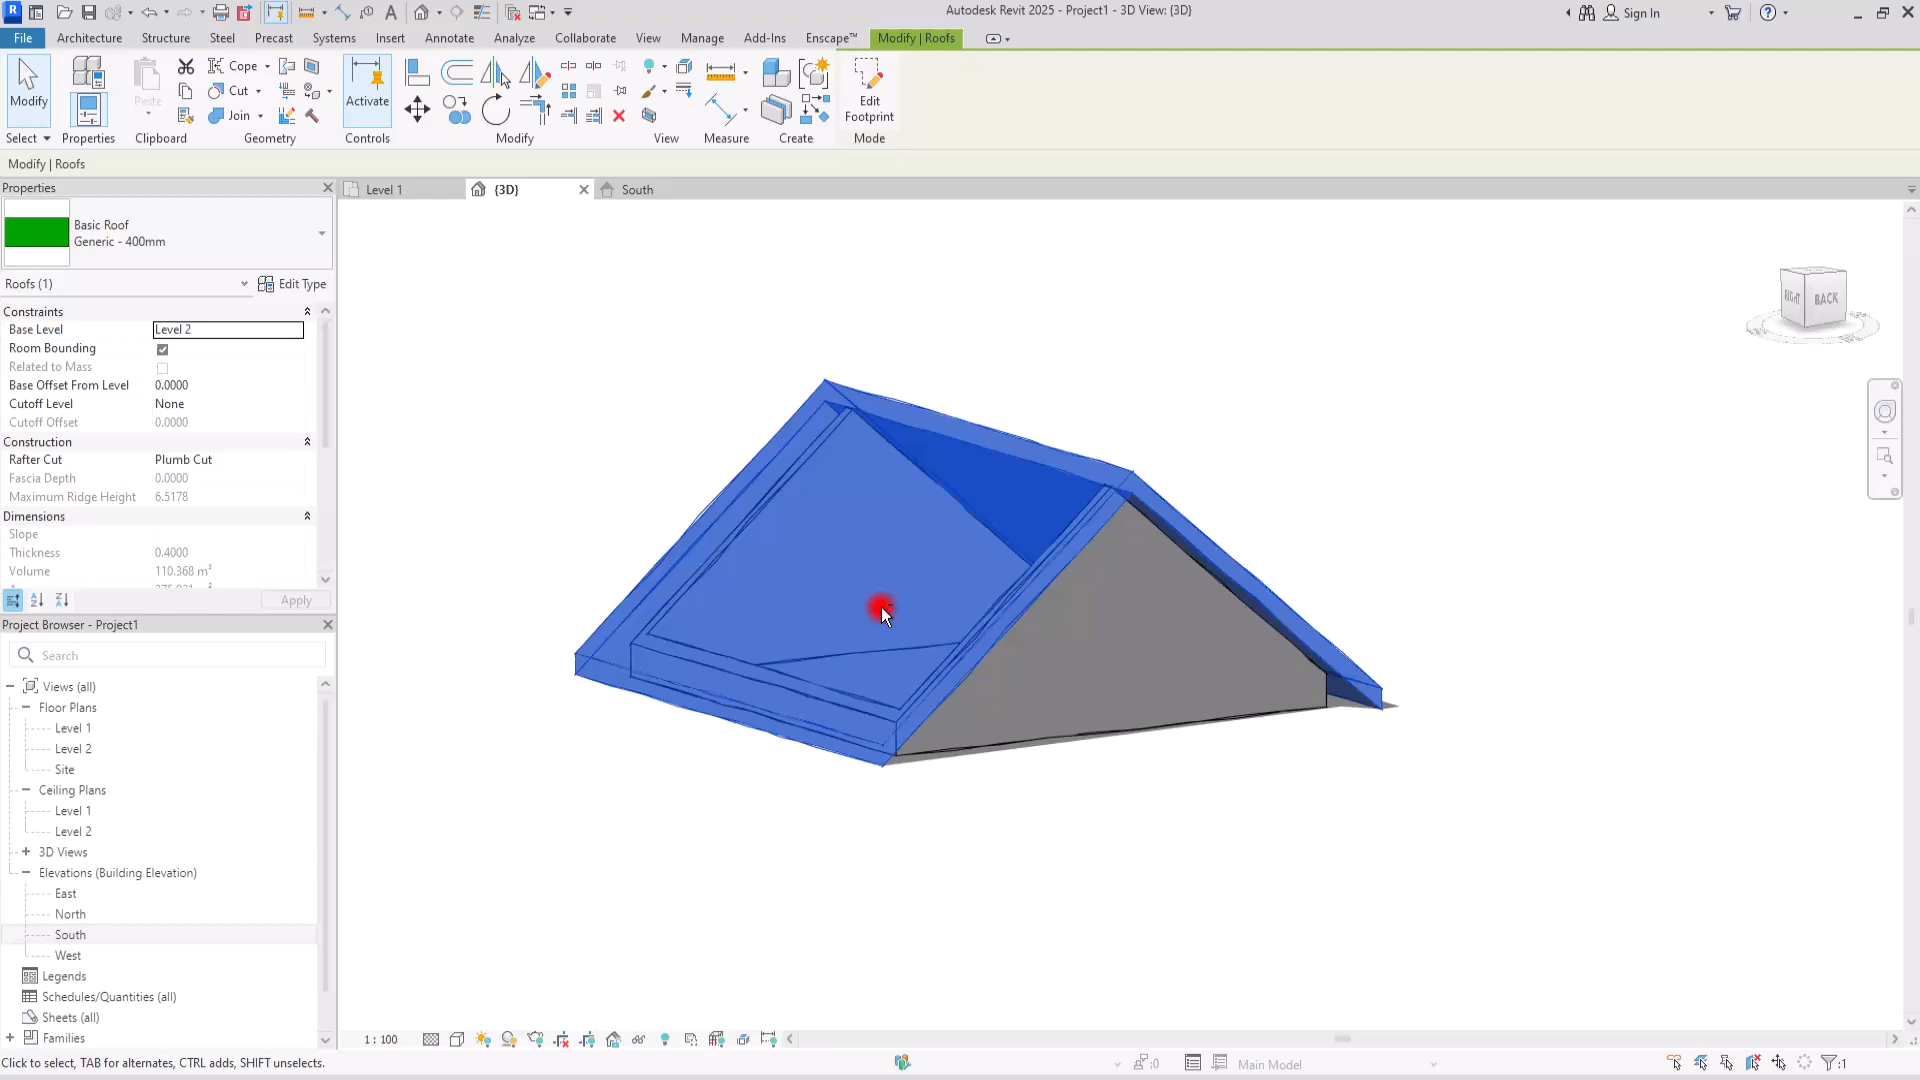 Autodesk Revit 2025 - Project1 - 3D View: {3D}
Sign In
File Architecture Structure Steel Precast Systems Insert Annotate Analyze Collaborate View Manage Add-Ins Enscape™ Modify | Roofs
Modify
Paste
Cope
Cut
Join
Activate
Edit
Footprint
Select Properties Clipboard Geometry Controls Modify View Measure Create Mode
Modify | Roofs
Properties
Level 1
{3D}
South
Basic Roof
Generic - 400mm
Roofs (1)
Edit Type
Constraints
Base Level Level 2
Room Bounding
Related to Mass
Base Offset From Level 0.0000
Cutoff Level None
Cutoff Offset 0.0000
Construction
Rafter Cut Plumb Cut
Fascia Depth 0.0000
Maximum Ridge Height 6.5178
Dimensions
Slope
Thickness 0.4000
Volume 110.368 m³
Apply
Project Browser - Project1
Search
Views (all)
Floor Plans
Level 1
Level 2
Site
Ceiling Plans
Level 1
Level 2
3D Views
Elevations (Building Elevation)
East
North
South
West
Legends
Schedules/Quantities (all)
Sheets (all)
Families
RIGHT
BACK
1 : 100
Click to select, TAB for alternates, CTRL adds, SHIFT unselects.
:0
Main Model
:1